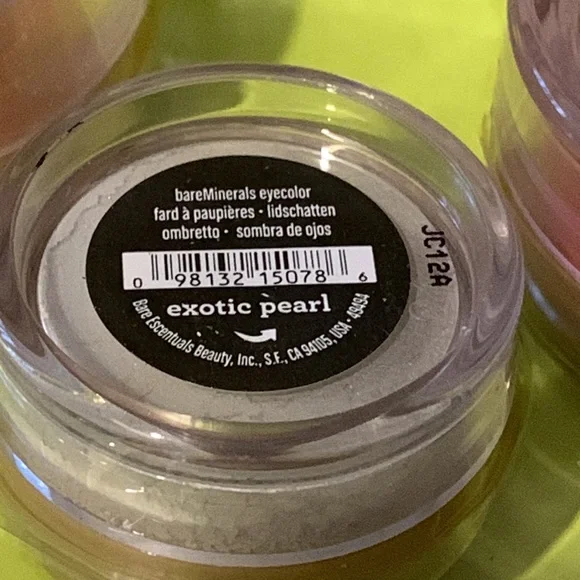 bareMinerals eyecolor
fard à paupières • lidschatten
ombretto • sombra de ojos
0 98132 15078 6
exotic pearl
Bare Escentuals Beauty, Inc., S.F., CA 94105, USA • 49494
JC12A